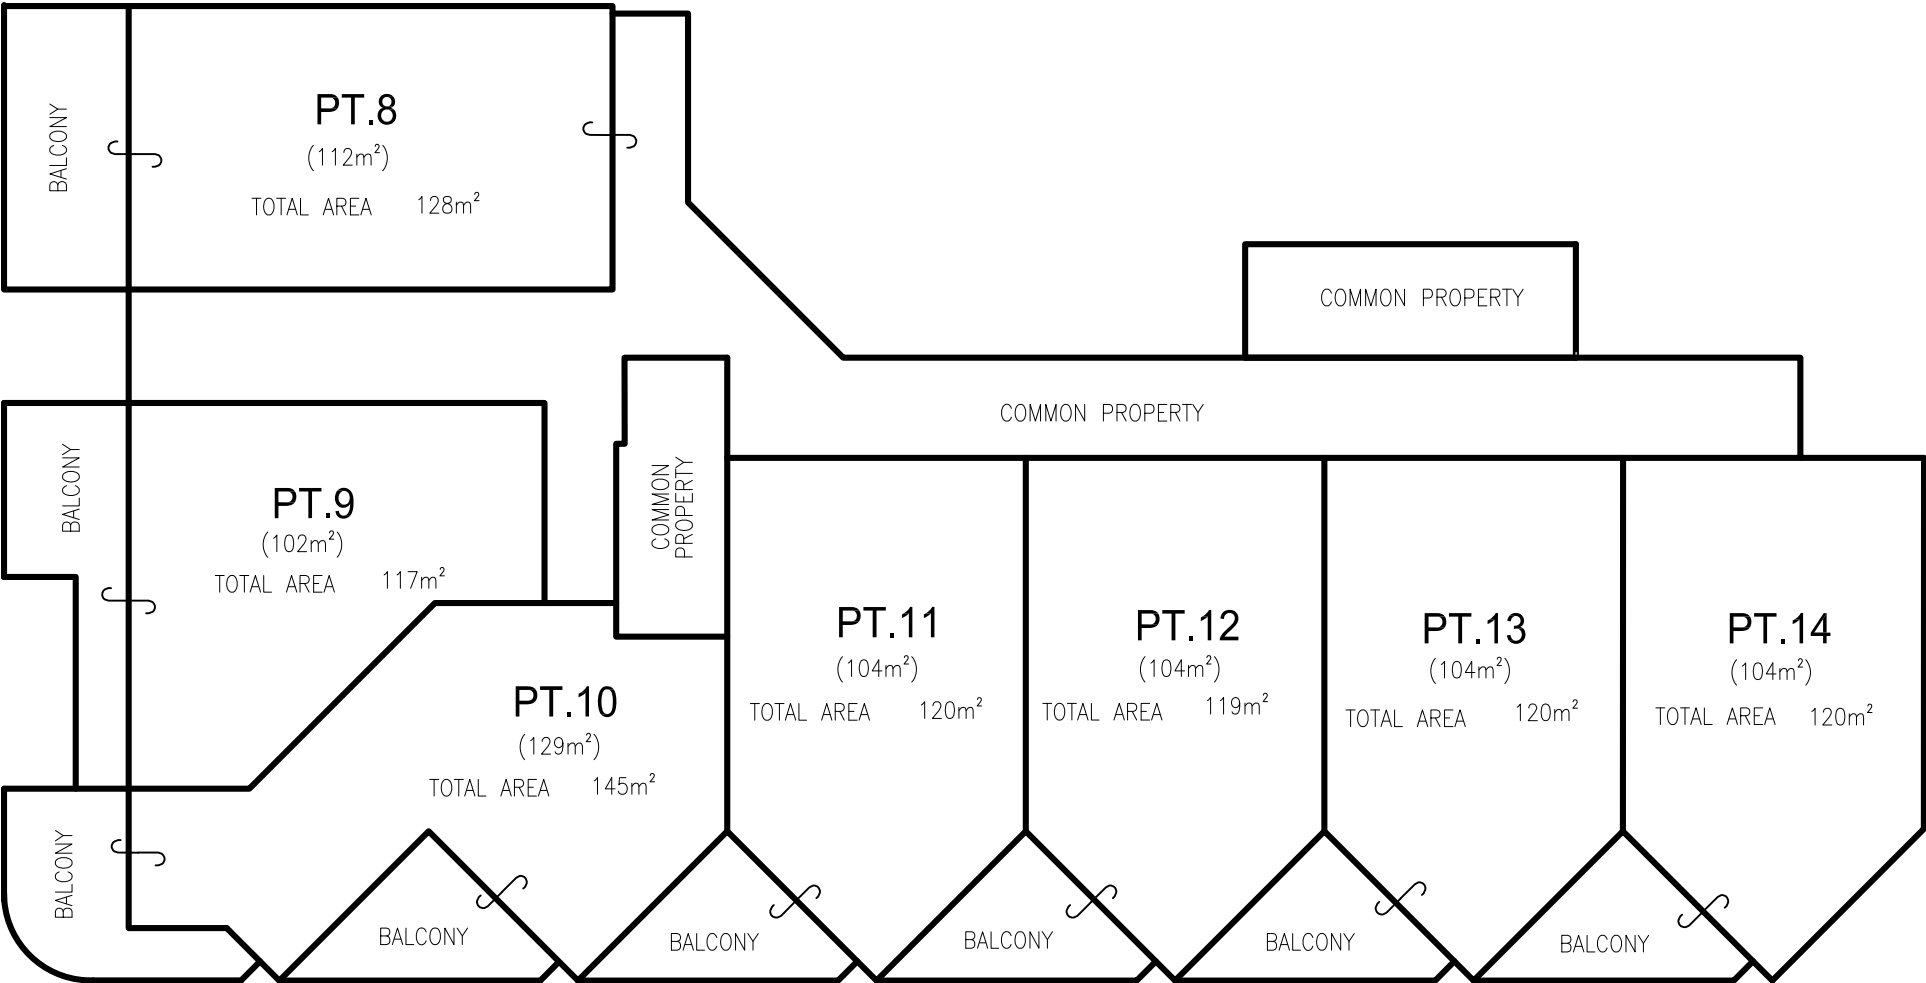 BALCONY
PT.8
(112m²)
TOTAL AREA 128m²
COMMON PROPERTY
COMMON PROPERTY
BALCONY
PT.9
(102m²)
TOTAL AREA 117m²
COMMON
PROPERTY
PT.10
(129m²)
TOTAL AREA 145m²
PT.11
(104m²)
TOTAL AREA 120m²
PT.12
(104m²)
TOTAL AREA 119m²
PT.13
(104m²)
TOTAL AREA 120m²
PT.14
(104m²)
TOTAL AREA 120m²
BALCONY
BALCONY
BALCONY
BALCONY
BALCONY
BALCONY